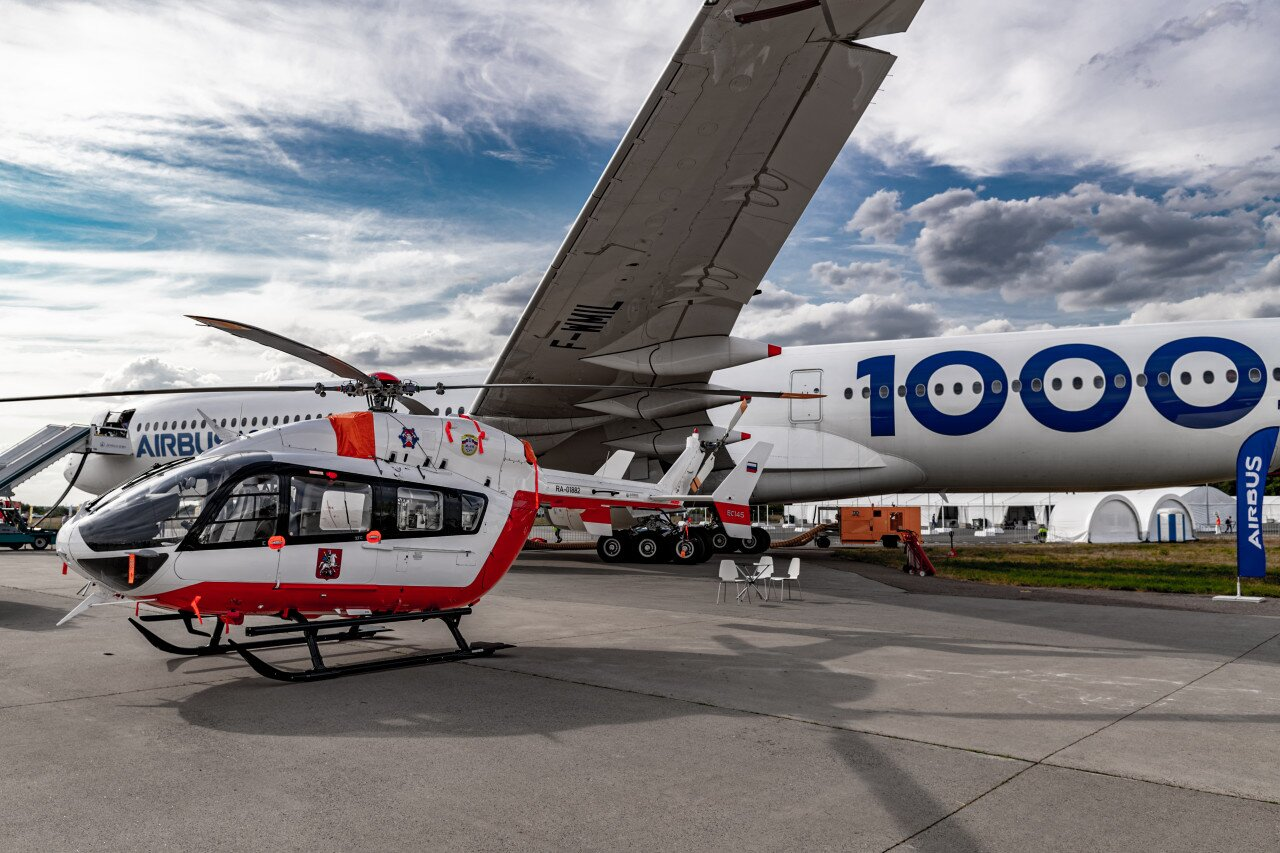 F-WMIL
1000
AIRBUS
RA-01882
EC145
AIRBUS